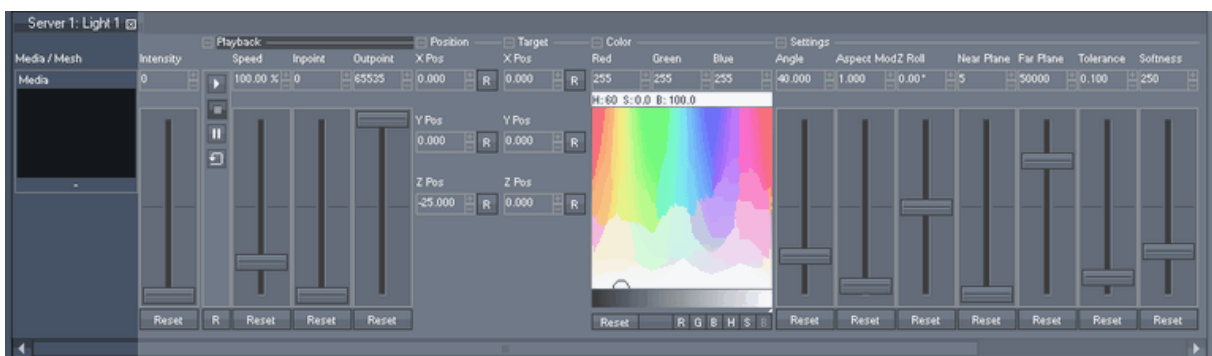 Server 1: Light 1
Playback Position Target Color Settings
Media / Mesh Intensity Speed Inpoint Outpoint X Pos X Pos Red Green Blue Angle Aspect Mod Z Roll Near Plane Far Plane Tolerance Softness
Media 0 100.00 % 0 65535 0.000 R 0.000 R 255 255 255 40.000 1.000 0.00° 5 50000 0.100 250
H: 60 S: 0.0 B: 100.0
Y Pos Y Pos
0.000 R 0.000 R
Z Pos Z Pos
-25.000 R 0.000 R
-
Reset R Reset Reset Reset Reset R G B H S B Reset Reset Reset Reset Reset Reset Reset